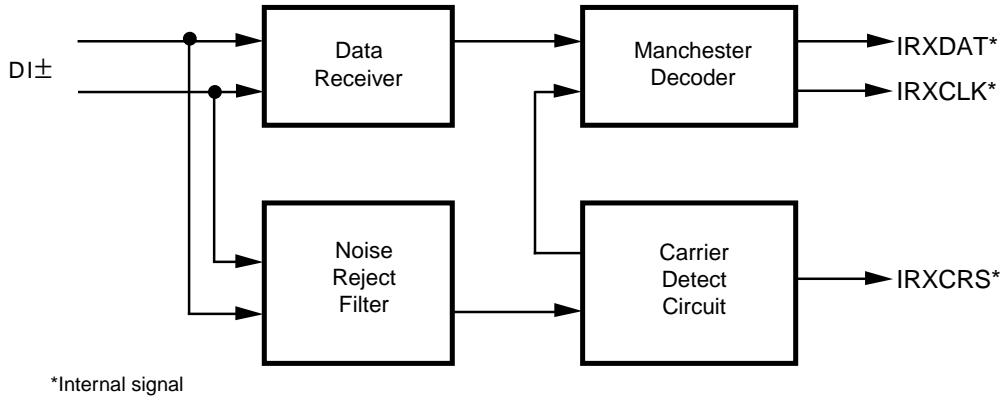 DI±
Data
Receiver
Manchester
Decoder
IRXDAT*
IRXCLK*
Noise
Reject
Filter
Carrier
Detect
Circuit
IRXCRS*
*Internal signal